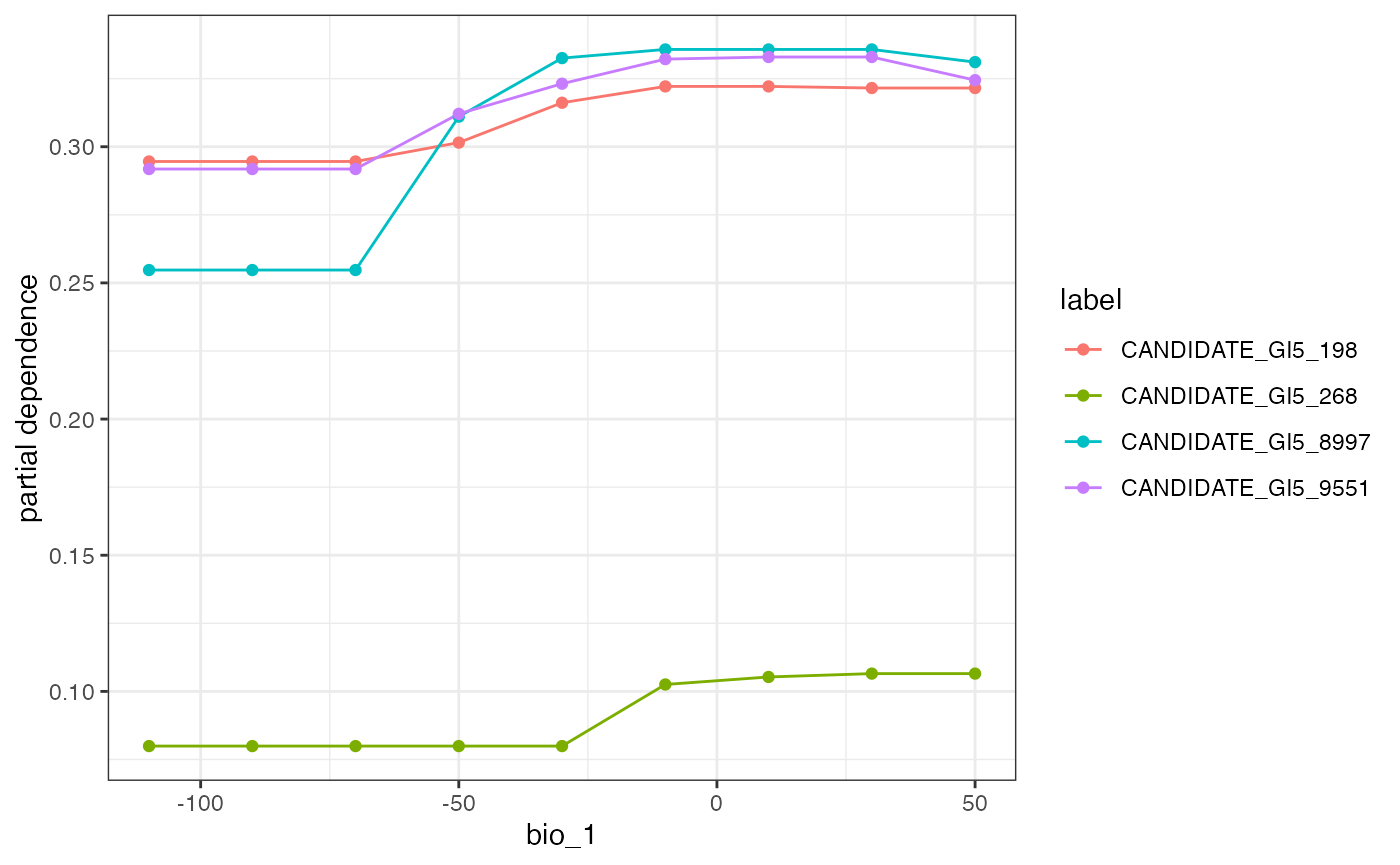 0.30
0.25
0.20
0.15
0.10
partial dependence
-100
-50
0
50
bio_1
label
CANDIDATE_GI5_198
CANDIDATE_GI5_268
CANDIDATE_GI5_8997
CANDIDATE_GI5_9551